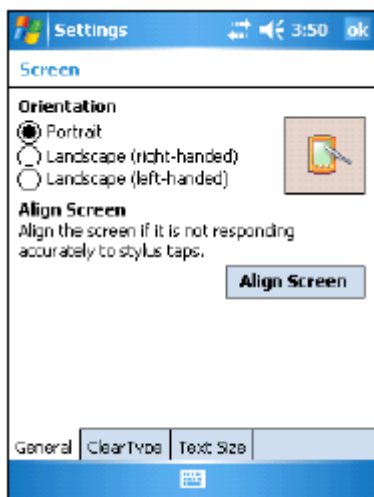 Settings 3:50 ok
Screen
Orientation
Portrait
Landscape (right-handed)
Landscape (left-handed)
Align Screen
Align the screen if it is not responding
accurately to stylus taps.
Align Screen
General ClearType Text Size